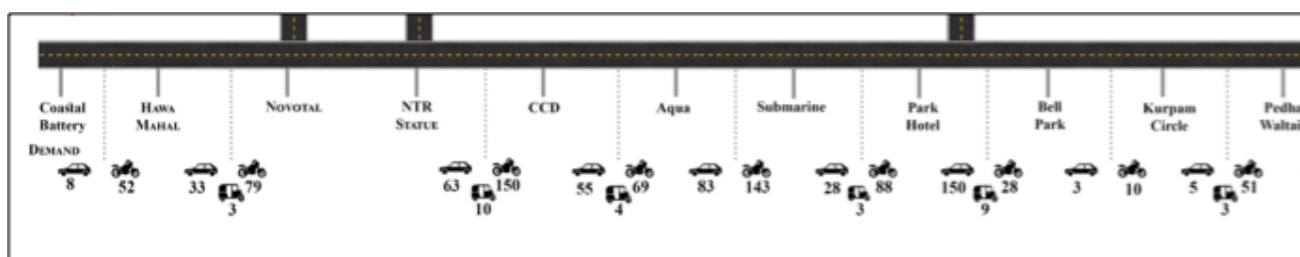 Coastal Battery
HAWA MAHAL
NOVOTAL
NTR STATUE
CCD
Aqua
Submarine
Park Hotel
Bell Park
Kurpam Circle
Pedha Waltair
DEMAND
8 52 33 79 63 150 55 69 83 143 28 88 150 28 3 10 5 51
3 10 4 3 9 3